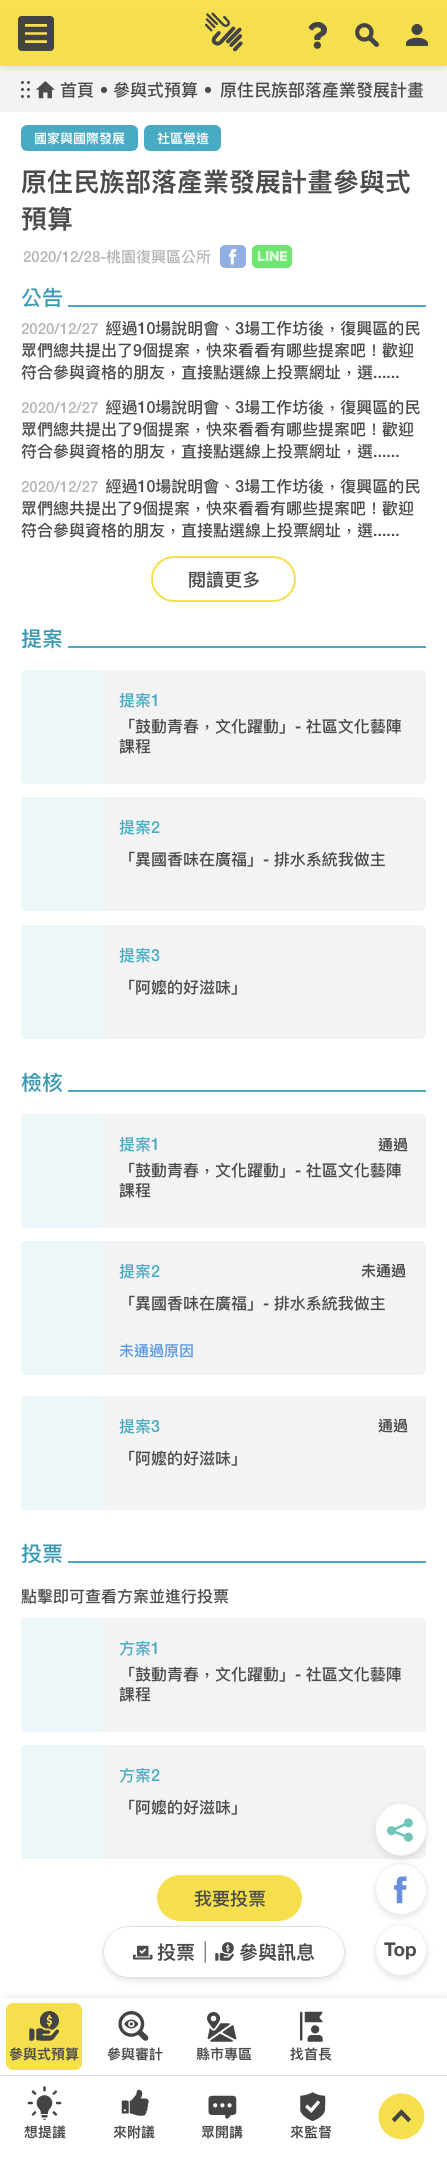 首頁 • 參與式預算 • 原住民族部落產業發展計畫
國家與國際發展 社區營造
原住民族部落產業發展計畫參與式
預算
2020/12/28-桃園復興區公所 f LINE
公告
2020/12/27 經過10場說明會、3場工作坊後，復興區的民
眾們總共提出了9個提案，快來看看有哪些提案吧！歡迎
符合參與資格的朋友，直接點選線上投票網址，選......
2020/12/27 經過10場說明會、3場工作坊後，復興區的民
眾們總共提出了9個提案，快來看看有哪些提案吧！歡迎
符合參與資格的朋友，直接點選線上投票網址，選......
2020/12/27 經過10場說明會、3場工作坊後，復興區的民
眾們總共提出了9個提案，快來看看有哪些提案吧！歡迎
符合參與資格的朋友，直接點選線上投票網址，選......
閱讀更多
提案
提案1
「鼓動青春，文化躍動」- 社區文化藝陣
課程
提案2
「異國香味在廣福」- 排水系統我做主
提案3
「阿嬤的好滋味」
檢核
提案1 通過
「鼓動青春，文化躍動」- 社區文化藝陣
課程
提案2 未通過
「異國香味在廣福」- 排水系統我做主
未通過原因
提案3 通過
「阿嬤的好滋味」
投票
點擊即可查看方案並進行投票
方案1
「鼓動青春，文化躍動」- 社區文化藝陣
課程
方案2
「阿嬤的好滋味」
f
我要投票
投票 | 參與訊息
Top
參與式預算 參與審計 縣市專區 找首長
想提議 來附議 眾開講 來監督